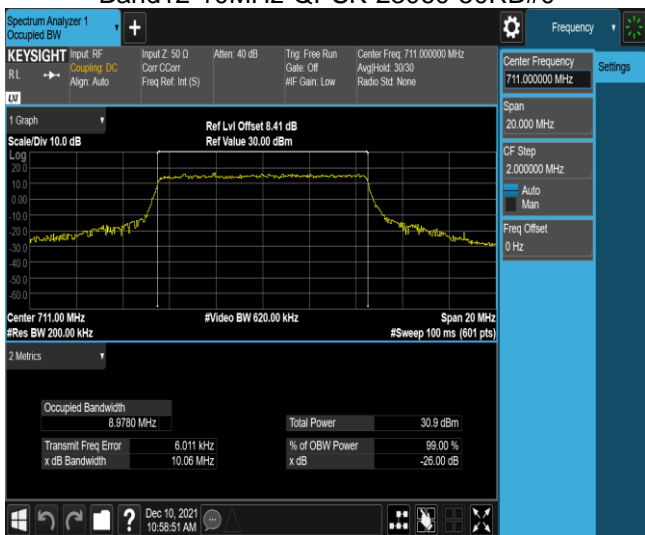 Band12-10MHz-QPSK-23060-50RB#0
Spectrum Analyzer 1
Occupied BW
Frequency
KEYSIGHT
RL
LXI
Input: RF
Coupling: DC
Align: Auto
Input Z: 50 Ω
Corr CCorr
Freq Ref: Int (S)
Atten: 40 dB
Trig: Free Run
Gate: Off
#IF Gain: Low
Center Freq: 711.000000 MHz
Avg|Hold: 30/30
Radio Std: None
Center Frequency
711.000000 MHz
Settings
Span
20.000 MHz
CF Step
2.000000 MHz
Auto
Man
Freq Offset
0 Hz
1 Graph
Scale/Div 10.0 dB
Ref Lvl Offset 8.41 dB
Ref Value 30.00 dBm
Log
20.0
10.0
0.00
-10.0
-20.0
-30.0
-40.0
-50.0
-60.0
Center 711.00 MHz
#Video BW 620.00 kHz
Span 20 MHz
#Res BW 200.00 kHz
#Sweep 100 ms (601 pts)
2 Metrics
Occupied Bandwidth
8.9780 MHz
Total Power 30.9 dBm
Transmit Freq Error 6.011 kHz
% of OBW Power 99.00 %
x dB Bandwidth 10.06 MHz
x dB -26.00 dB
?
Dec 10, 2021
10:58:51 AM